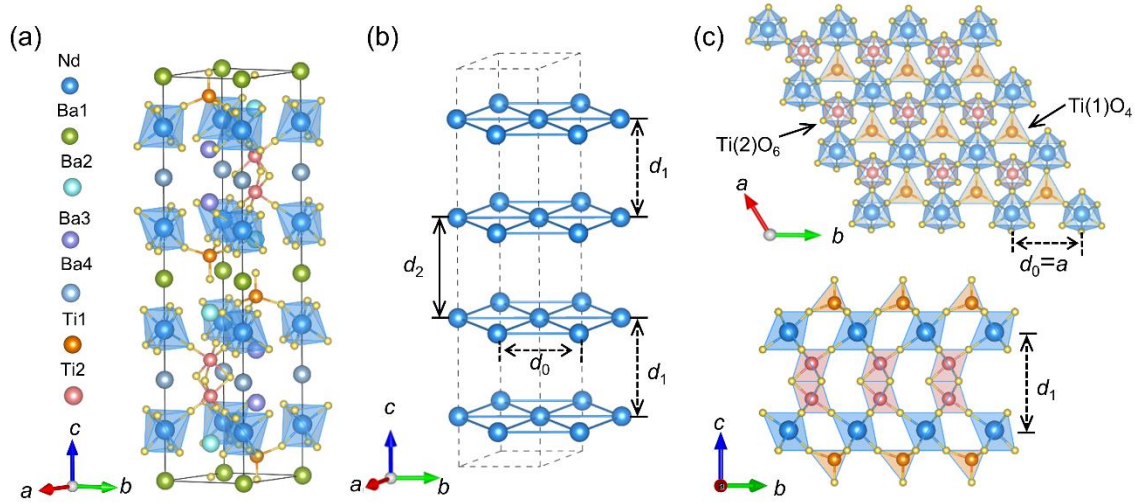 (a)
Nd
Ba1
Ba2
Ba3
Ba4
Ti1
Ti2
c
a
b
(b)
d1
d2
d0
d1
c
a
b
(c)
Ti(1)O4
Ti(2)O6
a
b
d0=a
d1
c
a
b